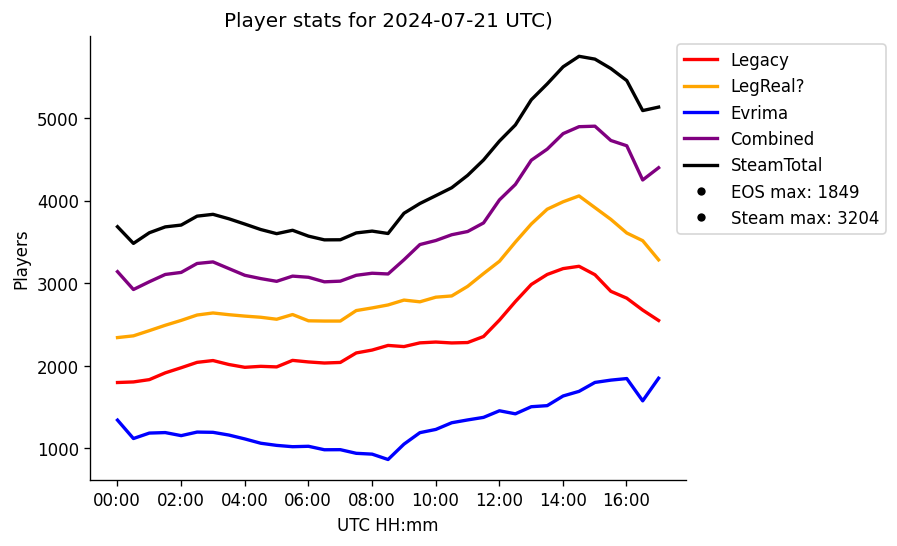 Player stats for 2024-07-21 UTC)
Players
5000
4000
3000
2000
1000
00:00 02:00 04:00 06:00 08:00 10:00 12:00 14:00 16:00
UTC HH:mm
Legacy
LegReal?
Evrima
Combined
SteamTotal
EOS max: 1849
Steam max: 3204